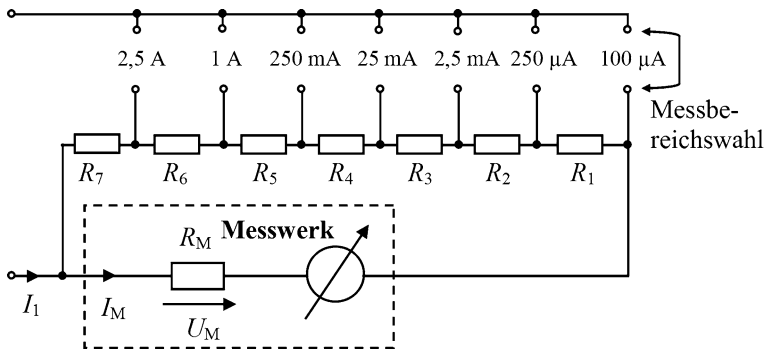 2,5 A 1 A 250 mA 25 mA 2,5 mA 250 µA 100 µA
Messbe-
reichswahl
R7 R6 R5 R4 R3 R2 R1
RM Messwerk
I1 IM
UM